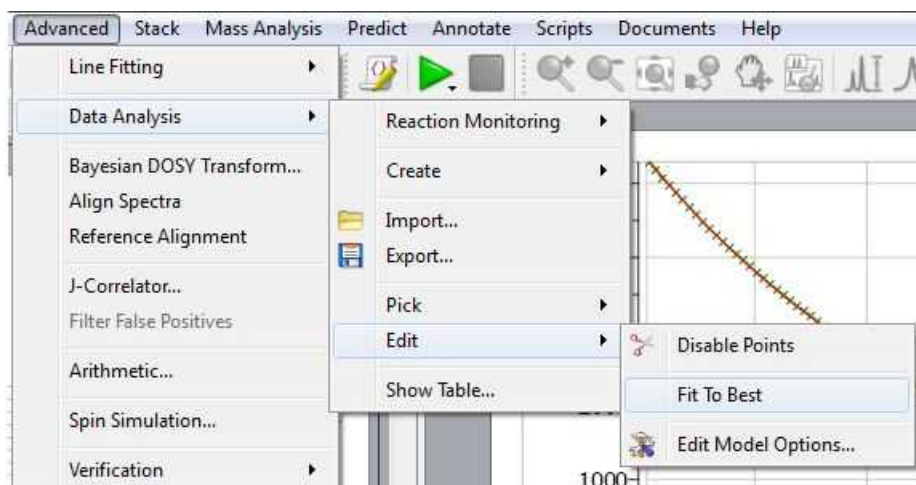 Advanced Stack Mass Analysis Predict Annotate Scripts Documents Help
Line Fitting
Data Analysis
Bayesian DOSY Transform...
Align Spectra
Reference Alignment
J-Correlator...
Filter False Positives
Arithmetic...
Spin Simulation...
Verification
Reaction Monitoring
Create
Import...
Export...
Pick
Edit
Show Table...
Disable Points
Fit To Best
Edit Model Options...
1000